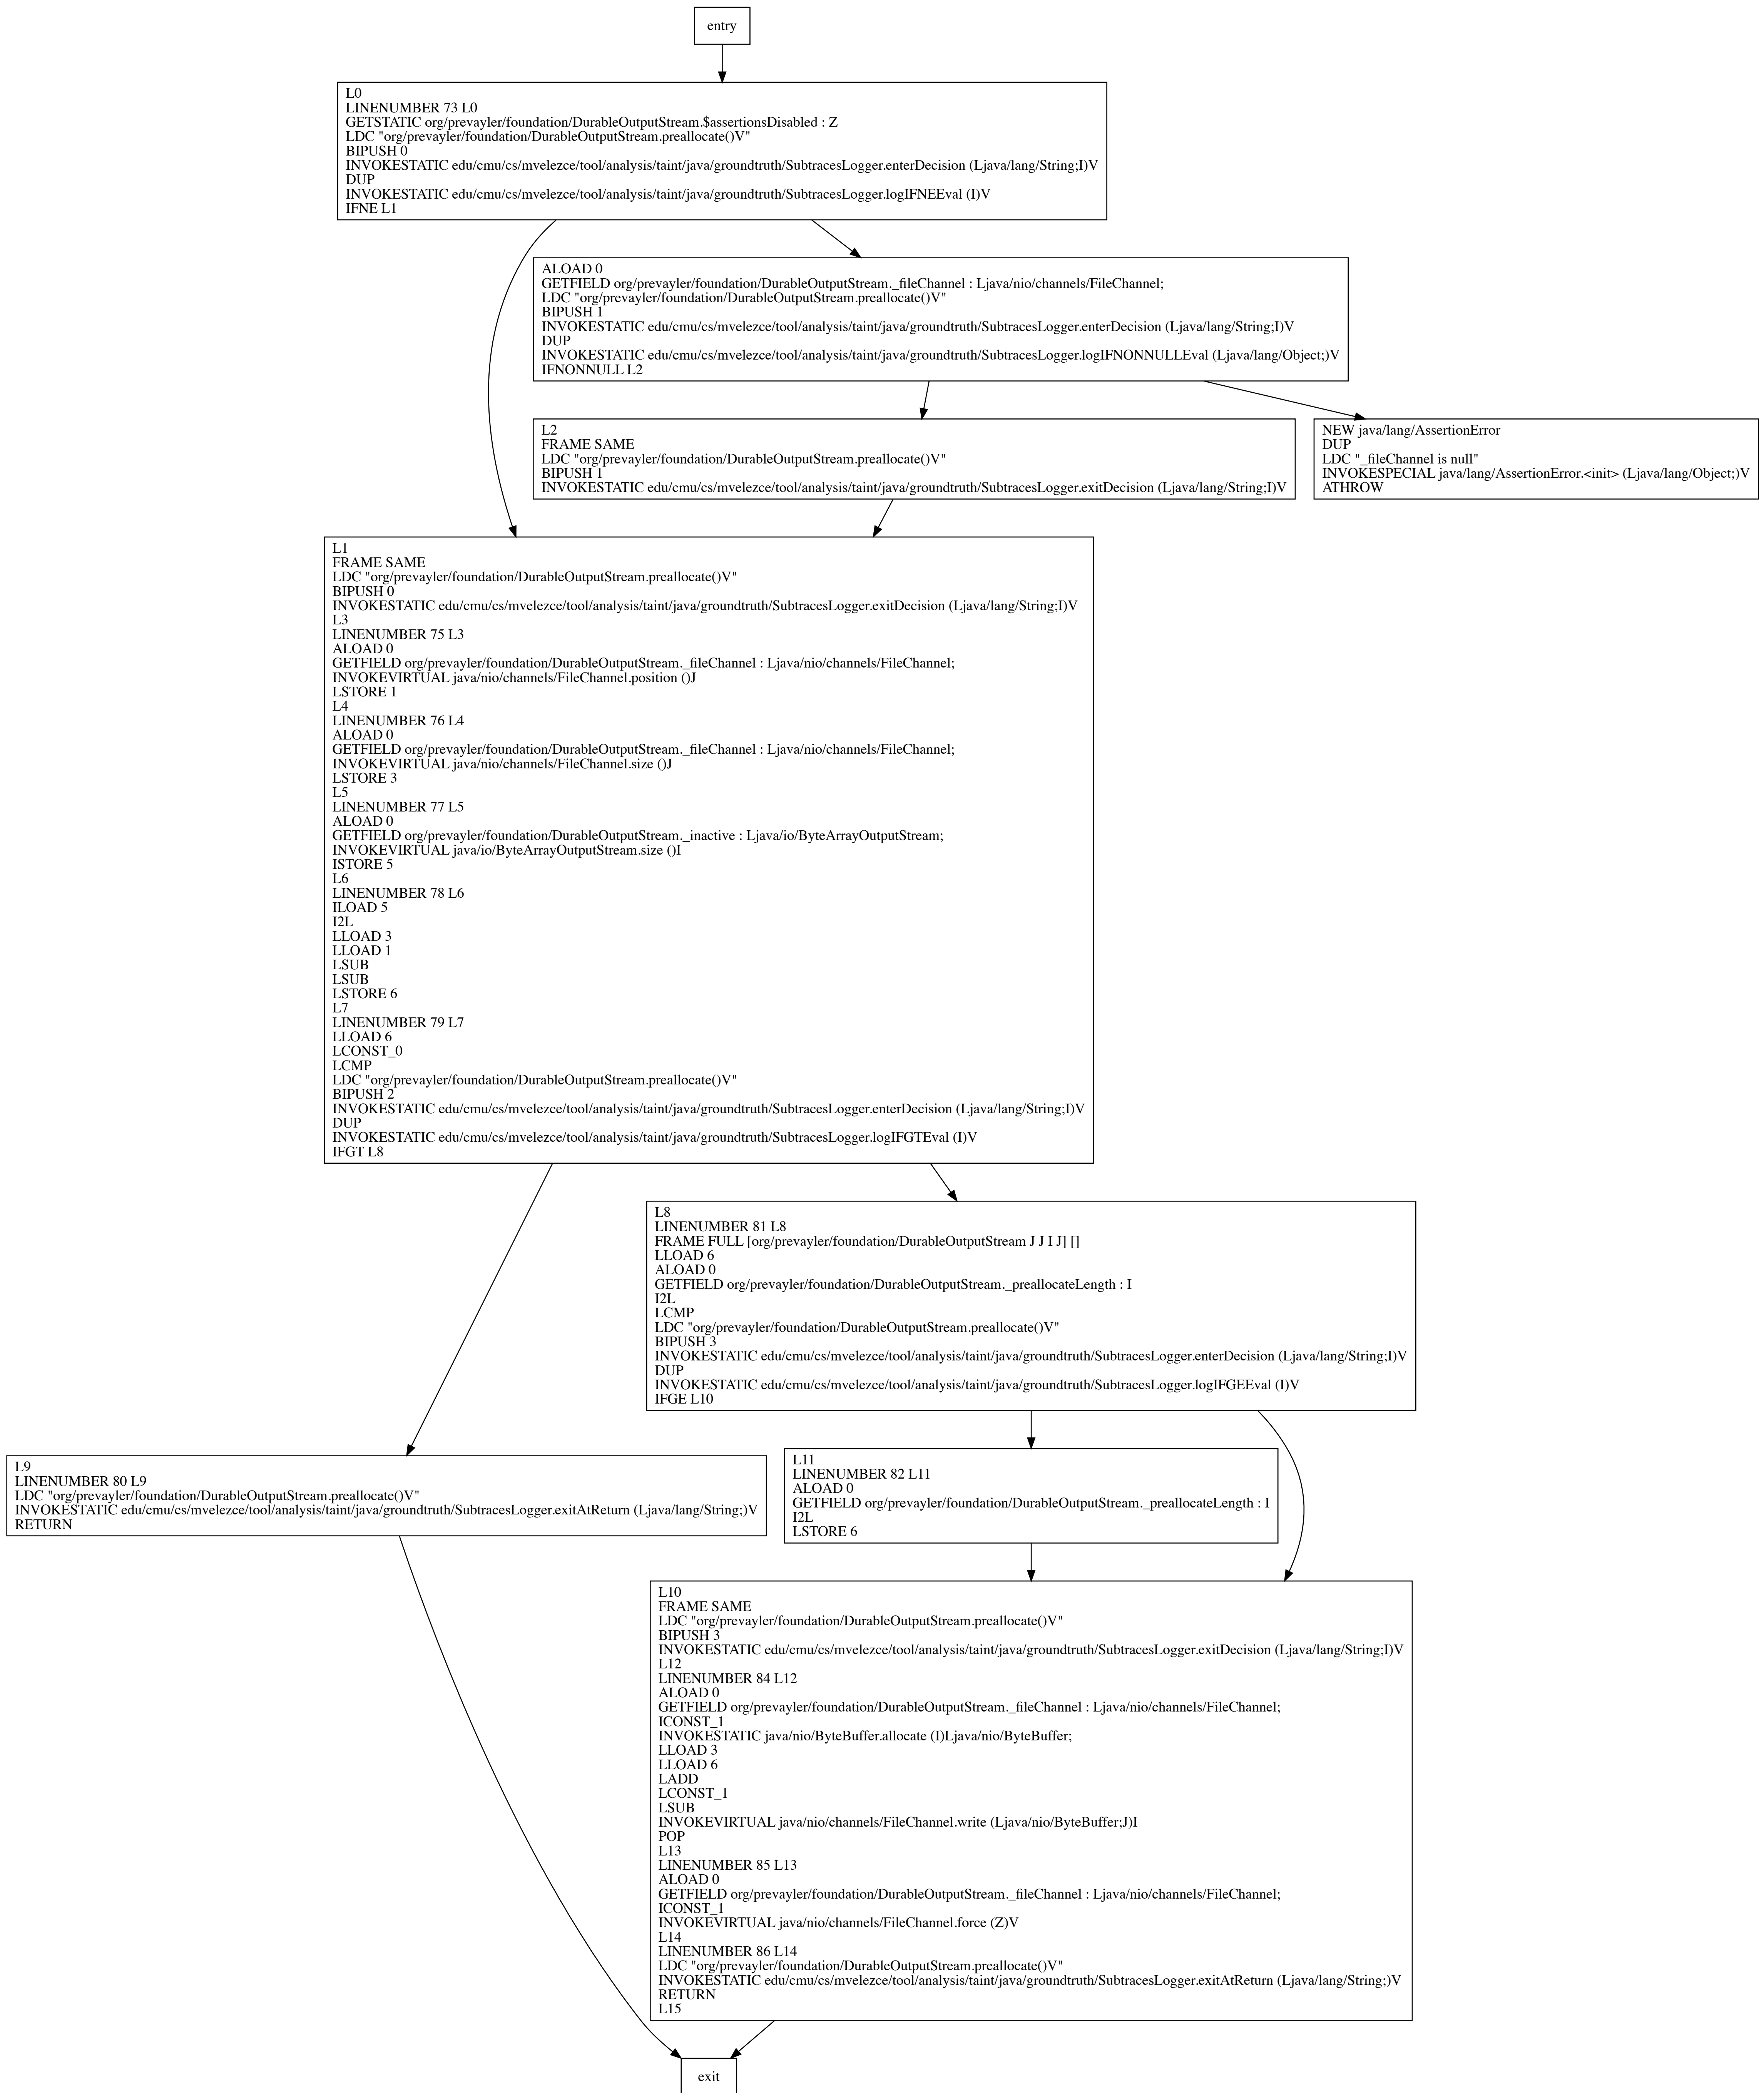 entry
L0
LINENUMBER 73 L0
GETSTATIC org/prevayler/foundation/DurableOutputStream.$assertionsDisabled : Z
LDC "org/prevayler/foundation/DurableOutputStream.preallocate()V"
BIPUSH 0
INVOKESTATIC edu/cmu/cs/mvelezce/tool/analysis/taint/java/groundtruth/SubtracesLogger.enterDecision (Ljava/lang/String;I)V
DUP
INVOKESTATIC edu/cmu/cs/mvelezce/tool/analysis/taint/java/groundtruth/SubtracesLogger.logIFNEEval (I)V
IFNE L1
ALOAD 0
GETFIELD org/prevayler/foundation/DurableOutputStream._fileChannel : Ljava/nio/channels/FileChannel;
LDC "org/prevayler/foundation/DurableOutputStream.preallocate()V"
BIPUSH 1
INVOKESTATIC edu/cmu/cs/mvelezce/tool/analysis/taint/java/groundtruth/SubtracesLogger.enterDecision (Ljava/lang/String;I)V
DUP
INVOKESTATIC edu/cmu/cs/mvelezce/tool/analysis/taint/java/groundtruth/SubtracesLogger.logIFNONNULLEval (Ljava/lang/Object;)V
IFNONNULL L2
L2
FRAME SAME
LDC "org/prevayler/foundation/DurableOutputStream.preallocate()V"
BIPUSH 1
INVOKESTATIC edu/cmu/cs/mvelezce/tool/analysis/taint/java/groundtruth/SubtracesLogger.exitDecision (Ljava/lang/String;I)V
NEW java/lang/AssertionError
DUP
LDC "_fileChannel is null"
INVOKESPECIAL java/lang/AssertionError.<init> (Ljava/lang/Object;)V
ATHROW
L1
FRAME SAME
LDC "org/prevayler/foundation/DurableOutputStream.preallocate()V"
BIPUSH 0
INVOKESTATIC edu/cmu/cs/mvelezce/tool/analysis/taint/java/groundtruth/SubtracesLogger.exitDecision (Ljava/lang/String;I)V
L3
LINENUMBER 75 L3
ALOAD 0
GETFIELD org/prevayler/foundation/DurableOutputStream._fileChannel : Ljava/nio/channels/FileChannel;
INVOKEVIRTUAL java/nio/channels/FileChannel.position ()J
LSTORE 1
L4
LINENUMBER 76 L4
ALOAD 0
GETFIELD org/prevayler/foundation/DurableOutputStream._fileChannel : Ljava/nio/channels/FileChannel;
INVOKEVIRTUAL java/nio/channels/FileChannel.size ()J
LSTORE 3
L5
LINENUMBER 77 L5
ALOAD 0
GETFIELD org/prevayler/foundation/DurableOutputStream._inactive : Ljava/io/ByteArrayOutputStream;
INVOKEVIRTUAL java/io/ByteArrayOutputStream.size ()I
ISTORE 5
L6
LINENUMBER 78 L6
ILOAD 5
I2L
LLOAD 3
LLOAD 1
LSUB
LSUB
LSTORE 6
L7
LINENUMBER 79 L7
LLOAD 6
LCONST_0
LCMP
LDC "org/prevayler/foundation/DurableOutputStream.preallocate()V"
BIPUSH 2
INVOKESTATIC edu/cmu/cs/mvelezce/tool/analysis/taint/java/groundtruth/SubtracesLogger.enterDecision (Ljava/lang/String;I)V
DUP
INVOKESTATIC edu/cmu/cs/mvelezce/tool/analysis/taint/java/groundtruth/SubtracesLogger.logIFGTEval (I)V
IFGT L8
L8
LINENUMBER 81 L8
FRAME FULL [org/prevayler/foundation/DurableOutputStream J J I J] []
LLOAD 6
ALOAD 0
GETFIELD org/prevayler/foundation/DurableOutputStream._preallocateLength : I
I2L
LCMP
LDC "org/prevayler/foundation/DurableOutputStream.preallocate()V"
BIPUSH 3
INVOKESTATIC edu/cmu/cs/mvelezce/tool/analysis/taint/java/groundtruth/SubtracesLogger.enterDecision (Ljava/lang/String;I)V
DUP
INVOKESTATIC edu/cmu/cs/mvelezce/tool/analysis/taint/java/groundtruth/SubtracesLogger.logIFGEEval (I)V
IFGE L10
L9
LINENUMBER 80 L9
LDC "org/prevayler/foundation/DurableOutputStream.preallocate()V"
INVOKESTATIC edu/cmu/cs/mvelezce/tool/analysis/taint/java/groundtruth/SubtracesLogger.exitAtReturn (Ljava/lang/String;)V
RETURN
L11
LINENUMBER 82 L11
ALOAD 0
GETFIELD org/prevayler/foundation/DurableOutputStream._preallocateLength : I
I2L
LSTORE 6
L10
FRAME SAME
LDC "org/prevayler/foundation/DurableOutputStream.preallocate()V"
BIPUSH 3
INVOKESTATIC edu/cmu/cs/mvelezce/tool/analysis/taint/java/groundtruth/SubtracesLogger.exitDecision (Ljava/lang/String;I)V
L12
LINENUMBER 84 L12
ALOAD 0
GETFIELD org/prevayler/foundation/DurableOutputStream._fileChannel : Ljava/nio/channels/FileChannel;
ICONST_1
INVOKESTATIC java/nio/ByteBuffer.allocate (I)Ljava/nio/ByteBuffer;
LLOAD 3
LLOAD 6
LADD
LCONST_1
LSUB
INVOKEVIRTUAL java/nio/channels/FileChannel.write (Ljava/nio/ByteBuffer;J)I
POP
L13
LINENUMBER 85 L13
ALOAD 0
GETFIELD org/prevayler/foundation/DurableOutputStream._fileChannel : Ljava/nio/channels/FileChannel;
ICONST_1
INVOKEVIRTUAL java/nio/channels/FileChannel.force (Z)V
L14
LINENUMBER 86 L14
LDC "org/prevayler/foundation/DurableOutputStream.preallocate()V"
INVOKESTATIC edu/cmu/cs/mvelezce/tool/analysis/taint/java/groundtruth/SubtracesLogger.exitAtReturn (Ljava/lang/String;)V
RETURN
L15
exit